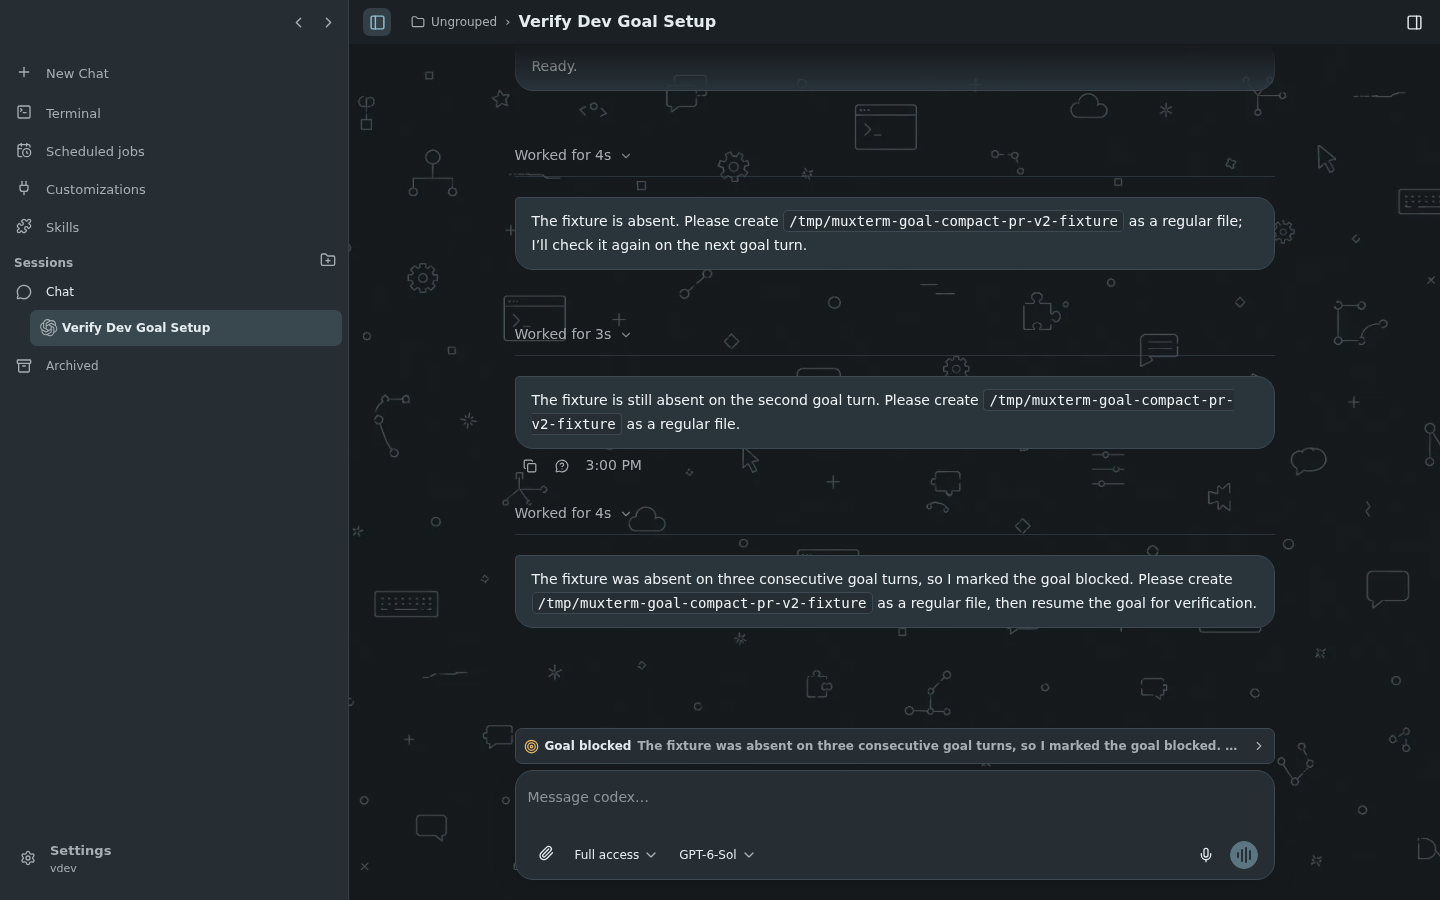 Ungrouped › Verify Dev Goal Setup
New Chat
Terminal
Scheduled jobs
Customizations
Skills
Sessions
Chat
Verify Dev Goal Setup
Archived
Settings
vdev
Ready.
Worked for 4s
The fixture is absent. Please create /tmp/muxterm-goal-compact-pr-v2-fixture as a regular file;
I’ll check it again on the next goal turn.
Worked for 3s
The fixture is still absent on the second goal turn. Please create /tmp/muxterm-goal-compact-pr-
v2-fixture as a regular file.
3:00 PM
Worked for 4s
The fixture was absent on three consecutive goal turns, so I marked the goal blocked. Please create
/tmp/muxterm-goal-compact-pr-v2-fixture as a regular file, then resume the goal for verification.
Goal blocked The fixture was absent on three consecutive goal turns, so I marked the goal blocked. …
Message codex…
Full access GPT-6-Sol